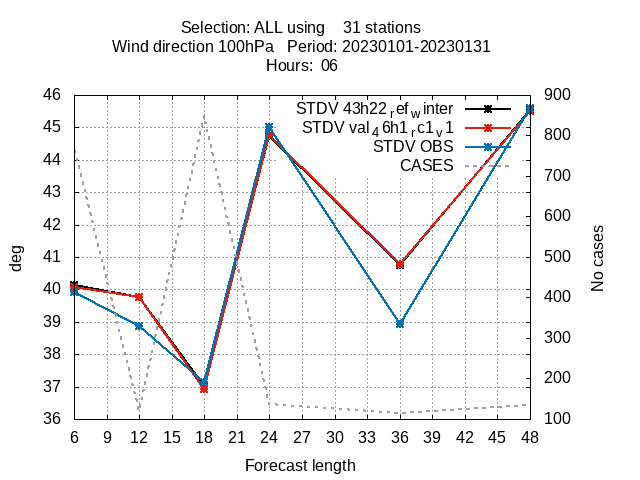 Selection: ALL using    31 stations
Wind direction 100hPa   Period: 20230101-20230131
Hours:  06
STDV 43h22ref winter
STDV val46h1rc1v1
STDV OBS
CASES
46
45
44
43
42
41
40
39
38
37
36
900
800
700
600
500
400
300
200
100
deg
No cases
6 9 12 15 18 21 24 27 30 33 36 39 42 45 48
Forecast length